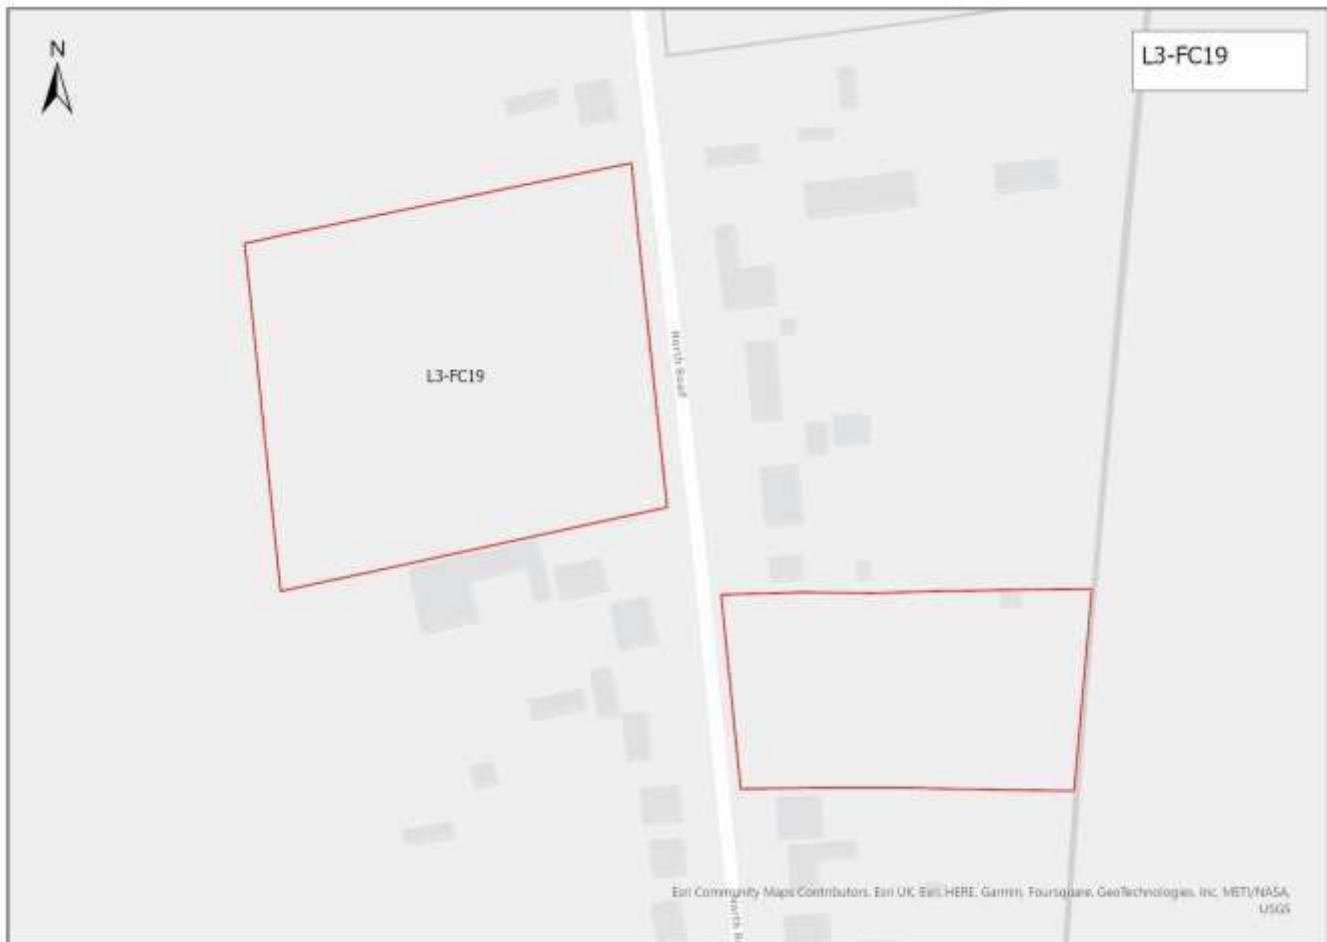 N
L3-FC19
L3-FC19
North Road
Esri Community Maps Contributors, Esri UK, Esri, HERE, Garmin, Foursquare, GeoTechnologies, Inc, METI/NASA,
USGS
North R